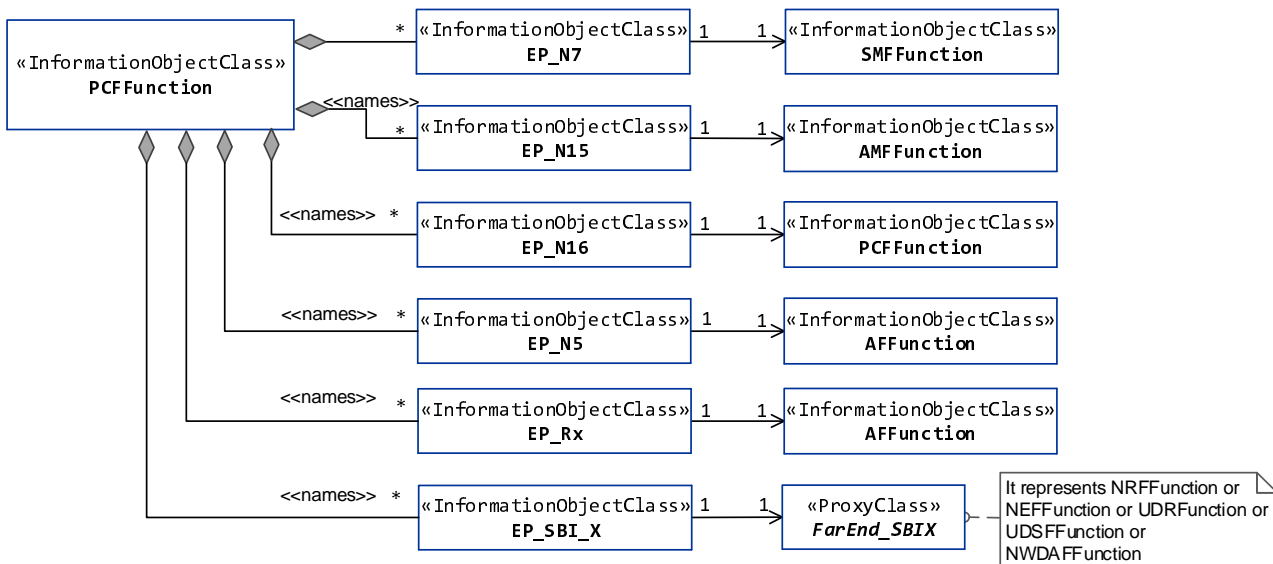 «InformationObjectClass»
PCFFunction
*
«InformationObjectClass»
EP_N7
1 1
«InformationObjectClass»
SMFFunction
<<names>>
*
«InformationObjectClass»
EP_N15
1 1
«InformationObjectClass»
AMFFunction
<<names>> *
«InformationObjectClass»
EP_N16
1 1
«InformationObjectClass»
PCFFunction
<<names>> *
«InformationObjectClass»
EP_N5
1 1
«InformationObjectClass»
AFFunction
<<names>> *
«InformationObjectClass»
EP_Rx
1 1
«InformationObjectClass»
AFFunction
<<names>> *
«InformationObjectClass»
EP_SBI_X
1 1
«ProxyClass»
FarEnd_SBIX
It represents NRFFunction or
NEFFunction or UDRFunction or
UDSFFunction or
NWDAFFunction